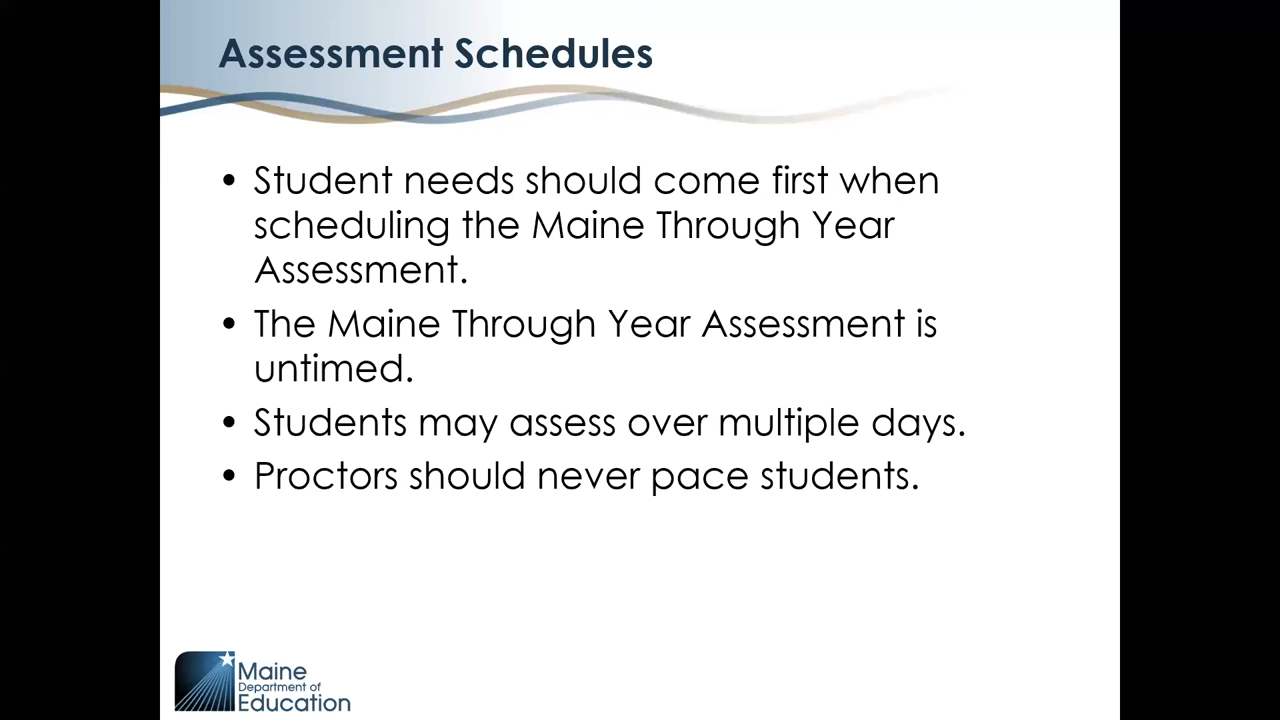 Assessment Schedules
• Student needs should come first when
scheduling the Maine Through Year
Assessment.
• The Maine Through Year Assessment is
untimed.
• Students may assess over multiple days.
• Proctors should never pace students.
Maine
Department of
Education